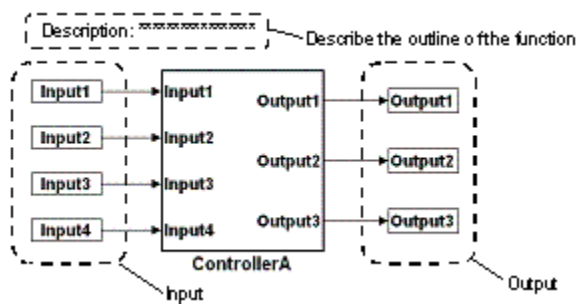 Description: ************
Describe the outline of the function
Input1
Input2
Input3
Input4
Input1
Input2
Input3
Input4
Output1
Output2
Output3
ControllerA
Output1
Output2
Output3
Input
Output